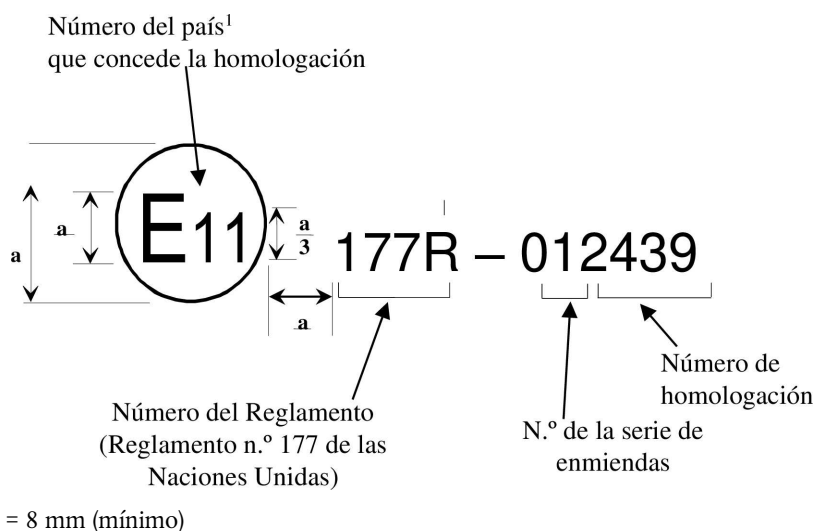 Número del país1
que concede la homologación
a
a
E11
a
3
a
177R – 012439
Número de
homologación
Número del Reglamento
(Reglamento n.º 177 de las
Naciones Unidas)
N.º de la serie de
enmiendas
= 8 mm (mínimo)